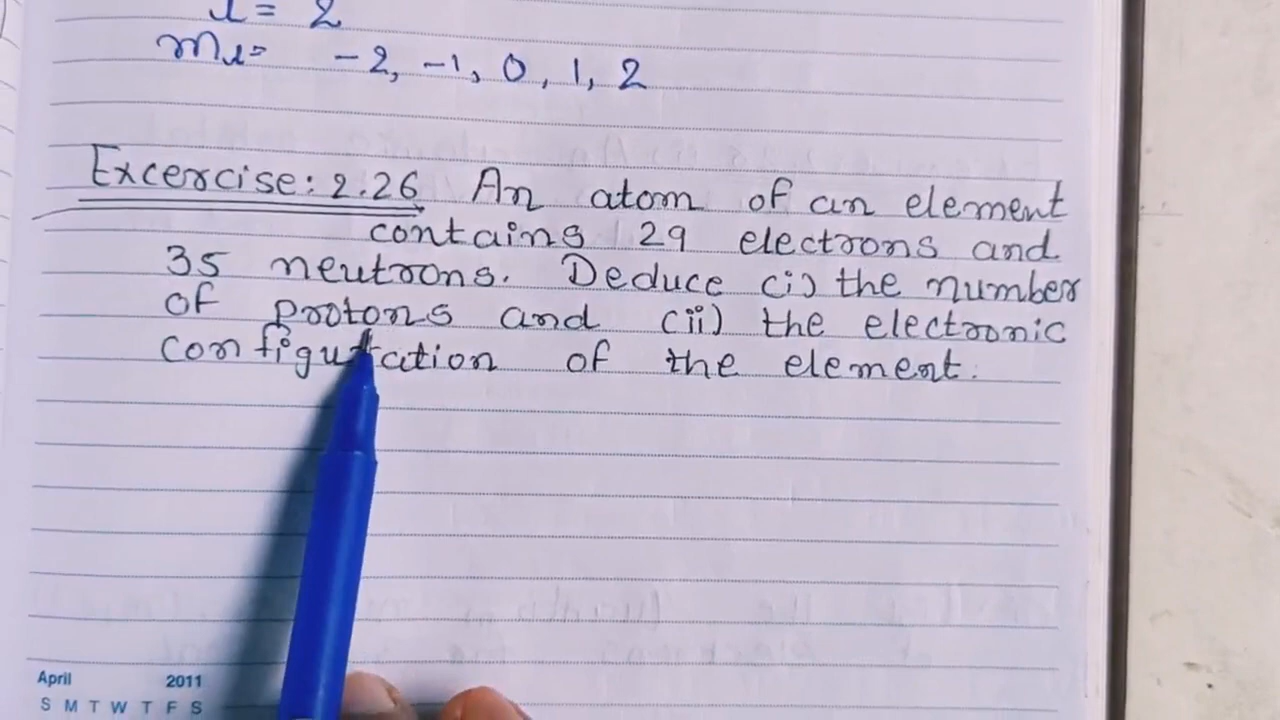 l = 2
ml= -2, -1, 0, 1, 2
Excercise: 2.26 An atom of an element
contains 29 electrons and
35 neutrons. Deduce (i) the number
of protons and (ii) the electronic
configuration of the element.
April 2011
S M T W T F S